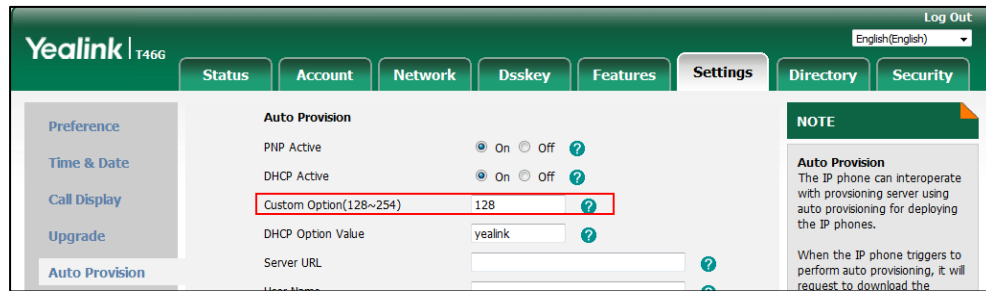 Log Out
Yealink | T46G
English(English)
Status Account Network Dsskey Features Settings Directory Security
Preference
Time & Date
Call Display
Upgrade
Auto Provision
Auto Provision
PNP Active On Off ?
DHCP Active On Off ?
Custom Option(128~254) 128 ?
DHCP Option Value yealink ?
Server URL ?
User Name
NOTE
Auto Provision
The IP phone can interoperate
with provisioning server using
auto provisioning for deploying
the IP phones.
When the IP phone triggers to
perform auto provisioning, it will
request to download the